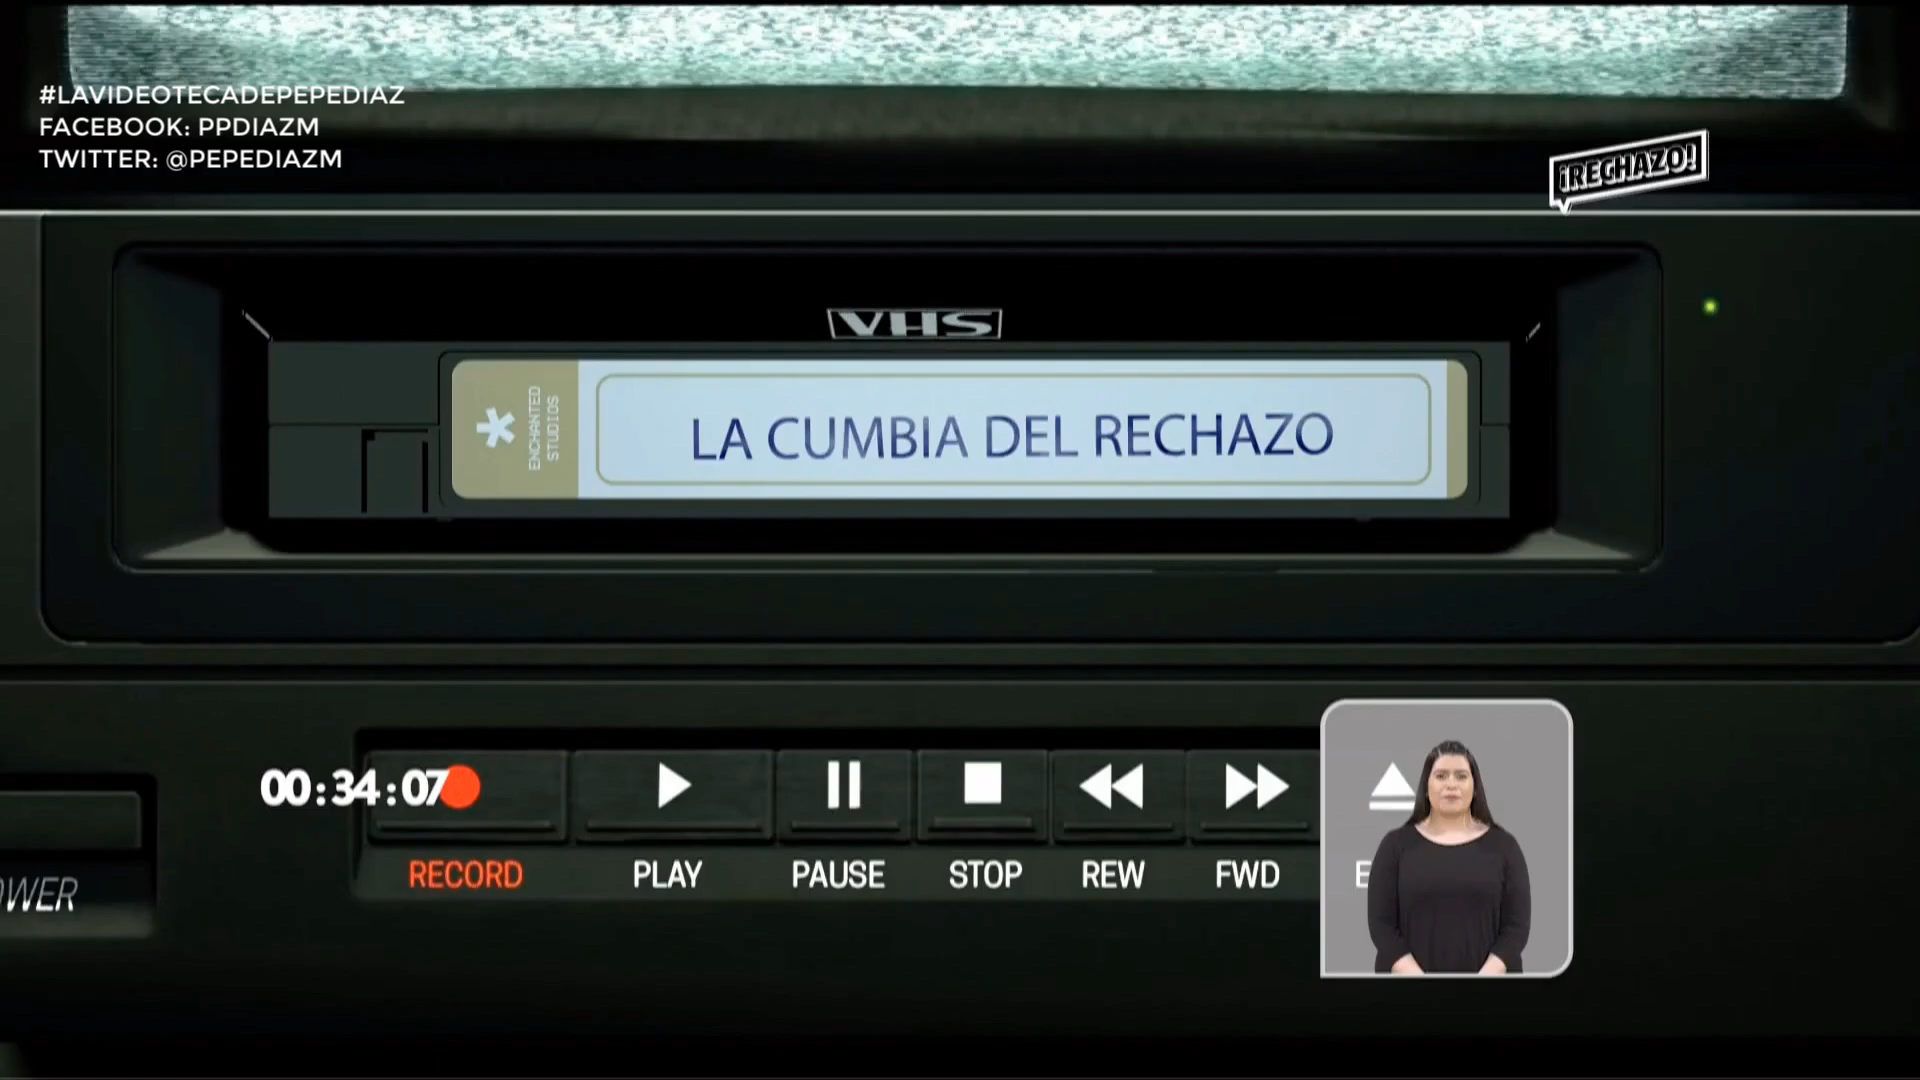 #LAVIDEOTECADEPEPEDIAZ
FACEBOOK: PPDIAZM
TWITTER: @PEPEDIAZM
¡RECHAZO!
VHS
ENCHANTED
STUDIOS
LA CUMBIA DEL RECHAZO
00:34:07
OWER
RECORD
PLAY
PAUSE
STOP
REW
FWD
E